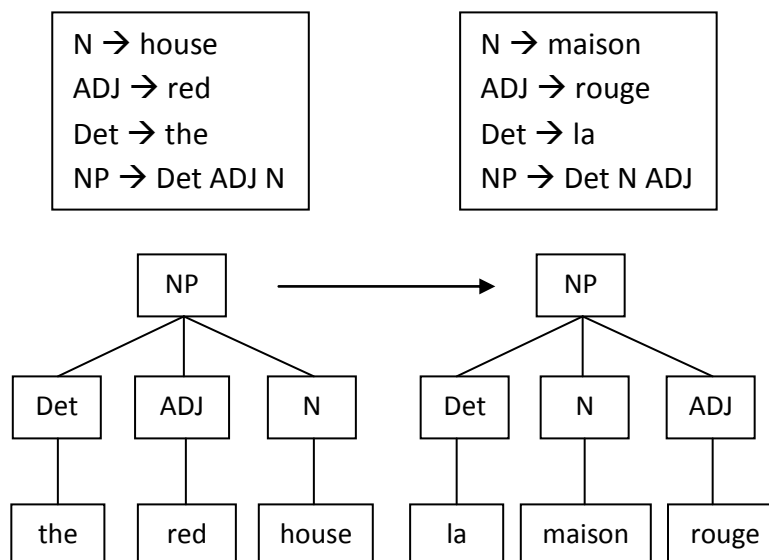 N → house
ADJ → red
Det → the
NP → Det ADJ N
N → maison
ADJ → rouge
Det → la
NP → Det N ADJ
NP NP
Det ADJ N Det N ADJ
the red house la maison rouge